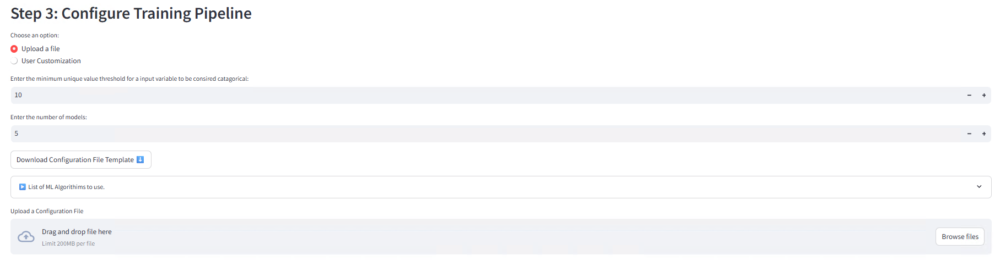 Step 3: Configure Training Pipeline
Choose an option:
Upload a file
User Customization
Enter the minimum unique value threshold for a input variable to be consired catagorical:
10
Enter the number of models:
5
Download Configuration File Template
List of ML Algorithims to use.
Upload a Configuration File
Drag and drop file here
Limit 200MB per file
Browse files